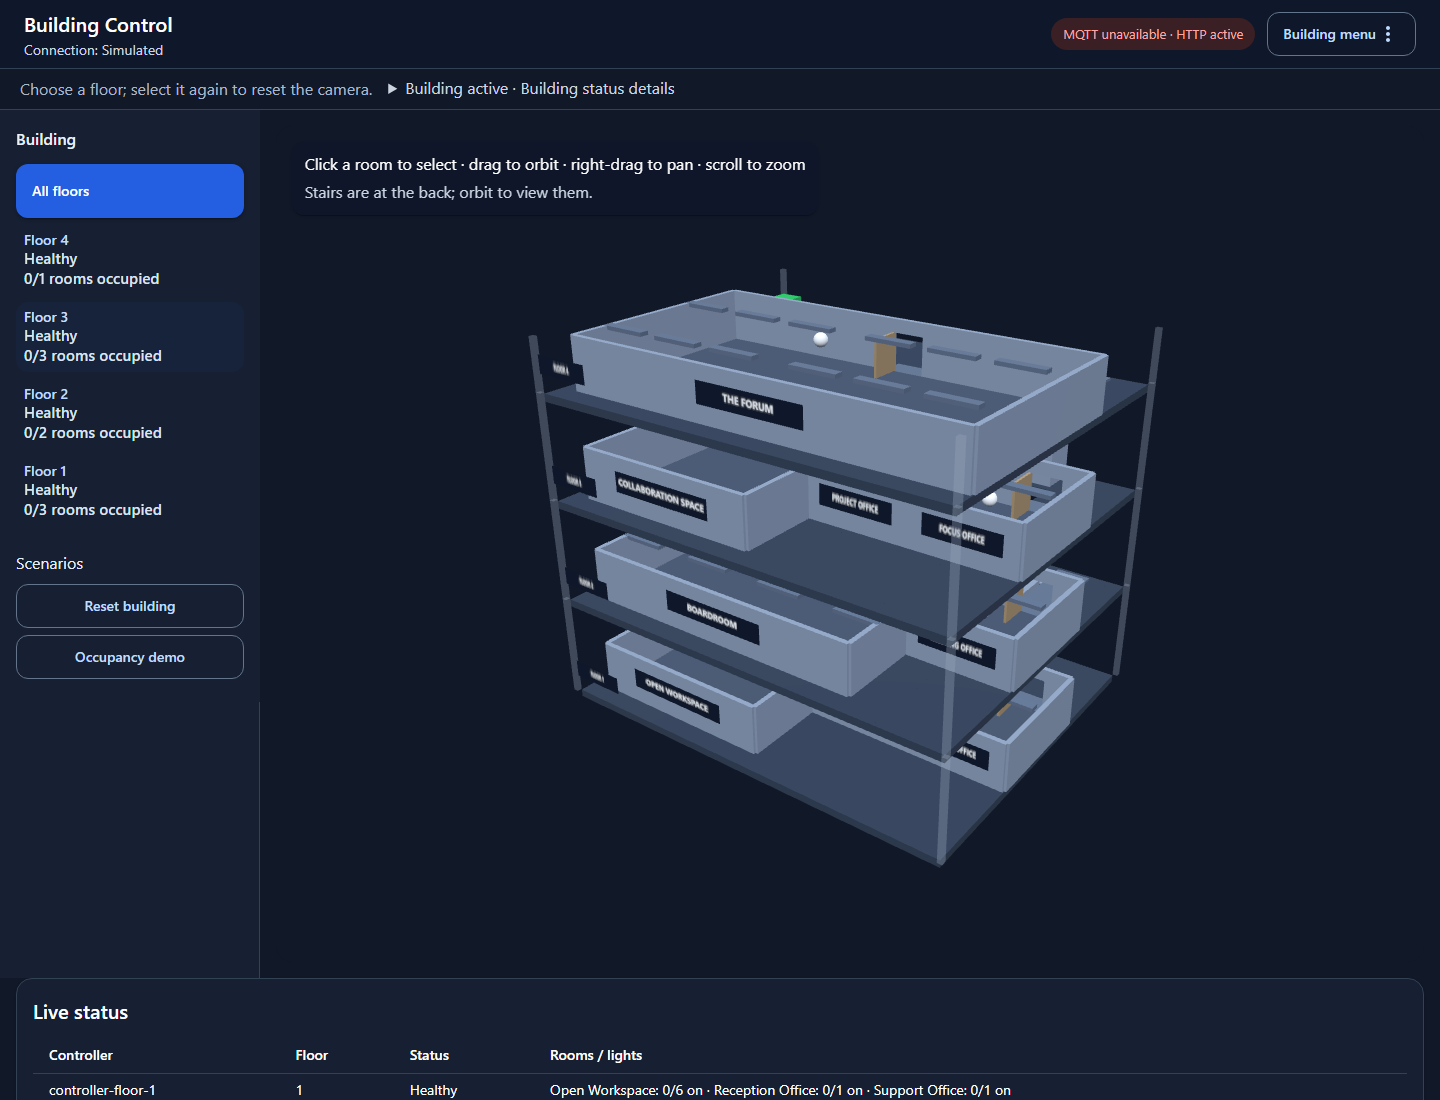 Building Control
Connection: Simulated
MQTT unavailable · HTTP active
Building menu
Choose a floor; select it again to reset the camera.
Building active · Building status details
Building
All floors
Floor 4
Healthy
0/1 rooms occupied
Floor 3
Healthy
0/3 rooms occupied
Floor 2
Healthy
0/2 rooms occupied
Floor 1
Healthy
0/3 rooms occupied
Scenarios
Reset building
Occupancy demo
Click a room to select · drag to orbit · right-drag to pan · scroll to zoom
Stairs are at the back; orbit to view them.
THE FORUM
COLLABORATION SPACE
PROJECT OFFICE
FOCUS OFFICE
BOARDROOM
OFFICE
OPEN WORKSPACE
Live status
Controller Floor Status Rooms / lights
controller-floor-1 1 Healthy Open Workspace: 0/6 on · Reception Office: 0/1 on · Support Office: 0/1 on